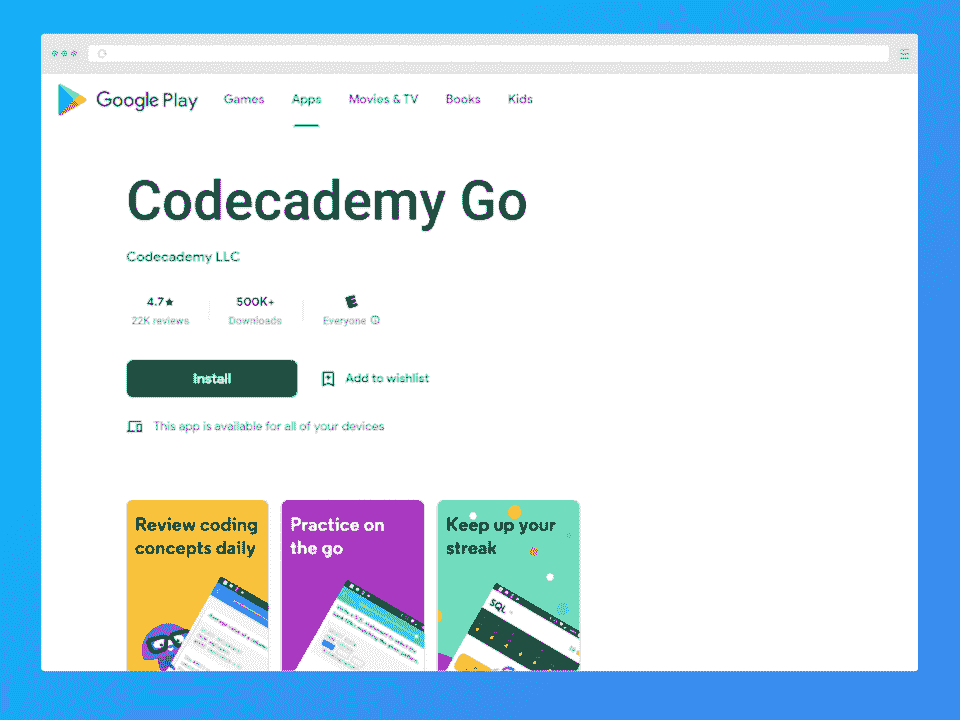 Google Play Games Apps Movies & TV Books Kids
Codecademy Go
Codecademy LLC
4.7★ 500K+ E
22K reviews Downloads Everyone
Install Add to wishlist
This app is available for all of your devices
Review coding
concepts daily
Practice on
the go
Keep up your
streak
SQL